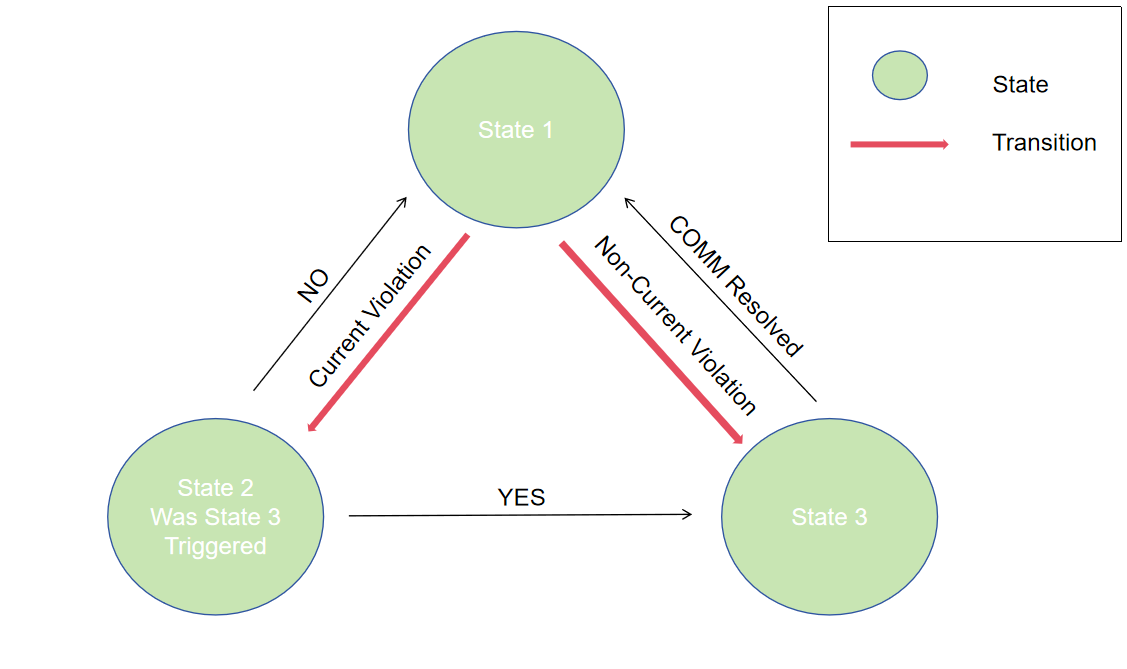 State 1
State
Transition
NO
Current Violation
Non-Current Violation
COMM Resolved
State 2
Was State 3
Triggered
YES
State 3